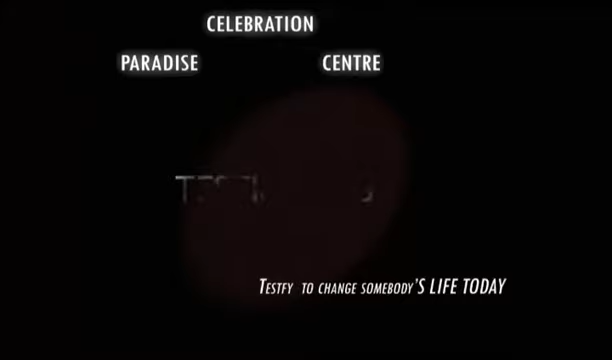 CELEBRATION
PARADISE CENTRE
TESTFY TO CHANGE SOMEBODY'S LIFE TODAY